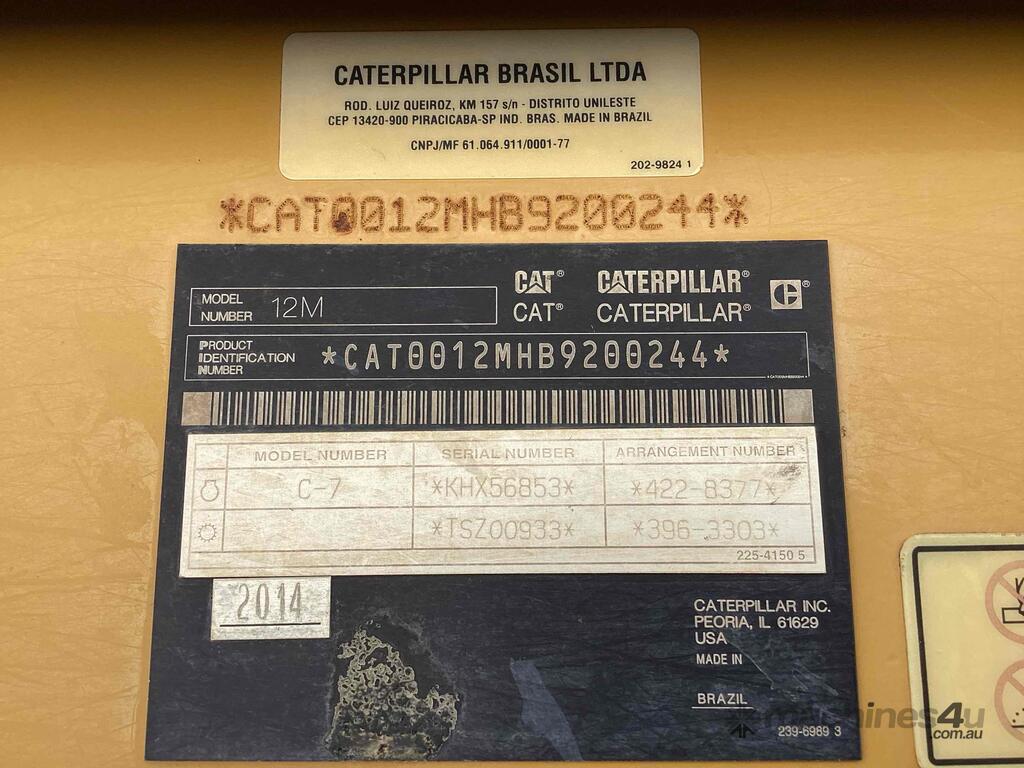 CATERPILLAR BRASIL LTDA
ROD. LUIZ QUEIROZ, KM 157 s/n - DISTRITO UNILESTE
CEP 13420-900 PIRACICABA-SP IND. BRAS. MADE IN BRAZIL
CNPJ/MF 61.064.911/0001-77
202-9824 1
*CAT0012MHB9200244*
CAT® CATERPILLAR®
CAT® CATERPILLAR®
MODEL NUMBER 12M
PRODUCT IDENTIFICATION NUMBER *CAT0012MHB9200244*
*CAT0012MHB9200244*
MODEL NUMBER SERIAL NUMBER ARRANGEMENT NUMBER
C-7 *KHX56853* *422-8377*
*TSZ00933* *396-3303*
225-4150 5
2014
CATERPILLAR INC.
PEORIA, IL 61629
USA
MADE IN
BRAZIL
239-6989 3
machines4u
.com.au